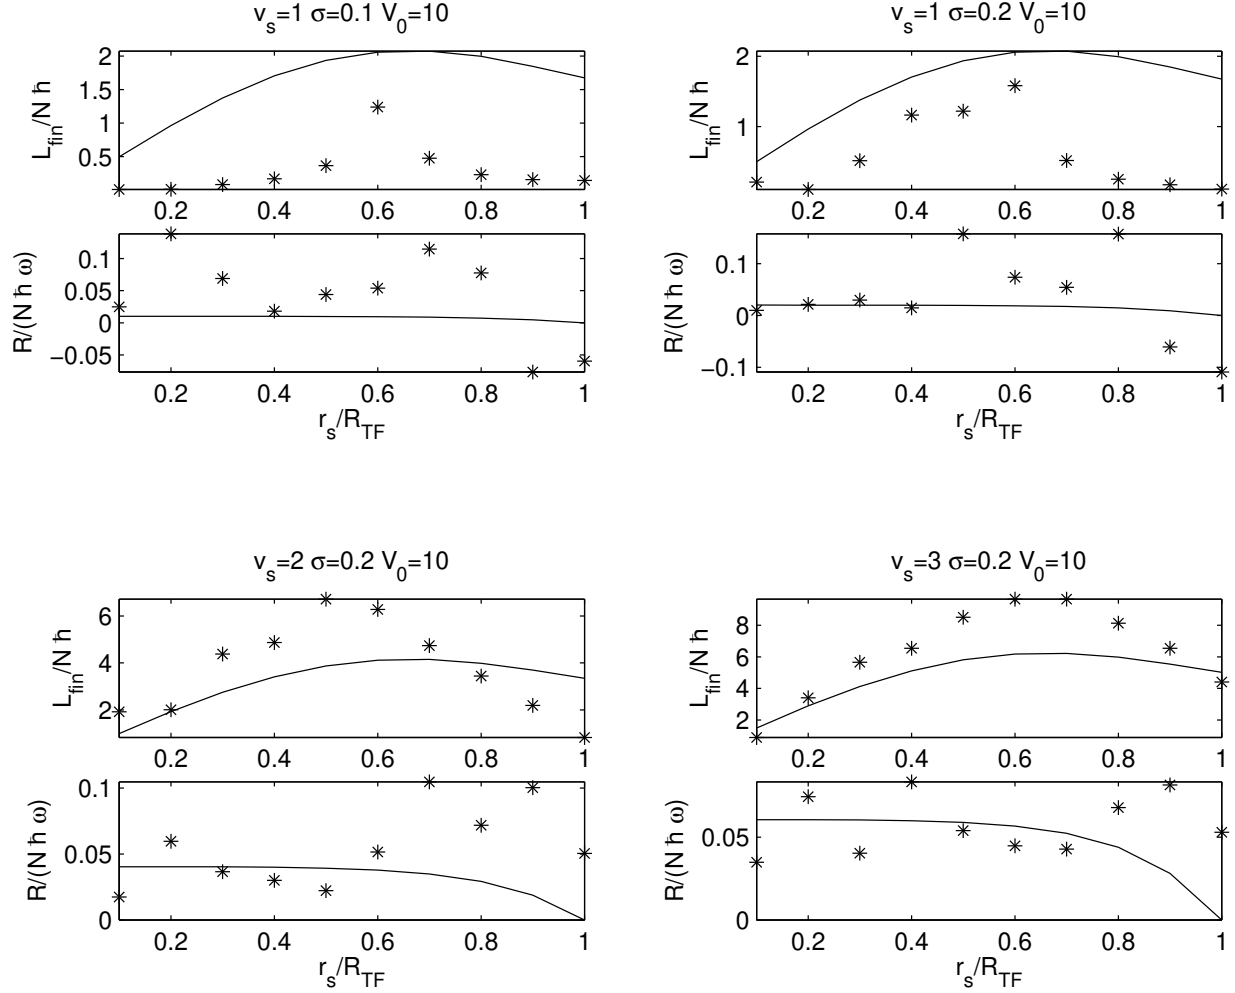 v_s=1 σ=0.1 V_0=10
L_fin/N ħ
2
1.5
1
0.5
0.2 0.4 0.6 0.8 1
R/(N ħ ω)
0.1
0.05
0
−0.05
0.2 0.4 0.6 0.8 1
r_s/R_TF
v_s=1 σ=0.2 V_0=10
L_fin/N ħ
2
1
0.2 0.4 0.6 0.8 1
R/(N ħ ω)
0.1
0
−0.1
0.2 0.4 0.6 0.8 1
r_s/R_TF
v_s=2 σ=0.2 V_0=10
L_fin/N ħ
6
4
2
0.2 0.4 0.6 0.8 1
R/(N ħ ω)
0.1
0.05
0
0.2 0.4 0.6 0.8 1
r_s/R_TF
v_s=3 σ=0.2 V_0=10
L_fin/N ħ
8
6
4
2
0.2 0.4 0.6 0.8 1
R/(N ħ ω)
0.05
0
0.2 0.4 0.6 0.8 1
r_s/R_TF